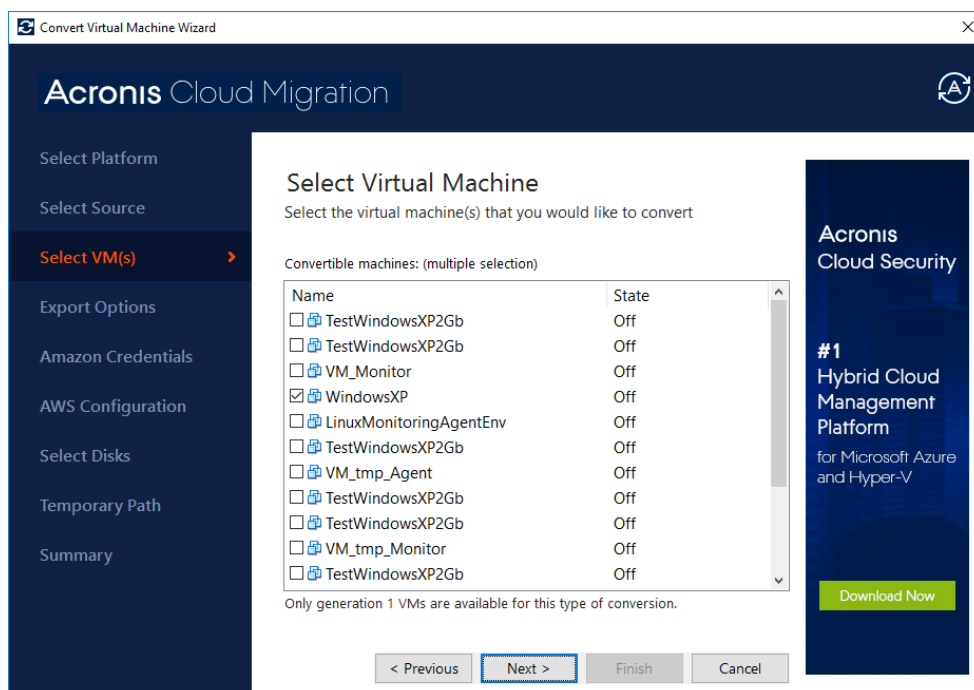 Convert Virtual Machine Wizard
Acronis Cloud Migration
Select Platform
Select Source
Select VM(s)
Export Options
Amazon Credentials
AWS Configuration
Select Disks
Temporary Path
Summary
Select Virtual Machine
Select the virtual machine(s) that you would like to convert
Convertible machines: (multiple selection)
Name State
TestWindowsXP2Gb Off
TestWindowsXP2Gb Off
VM_Monitor Off
WindowsXP Off
LinuxMonitoringAgentEnv Off
TestWindowsXP2Gb Off
VM_tmp_Agent Off
TestWindowsXP2Gb Off
TestWindowsXP2Gb Off
VM_tmp_Monitor Off
TestWindowsXP2Gb Off
Only generation 1 VMs are available for this type of conversion.
< Previous Next > Finish Cancel
Acronis
Cloud Security
#1
Hybrid Cloud
Management
Platform
for Microsoft Azure
and Hyper-V
Download Now